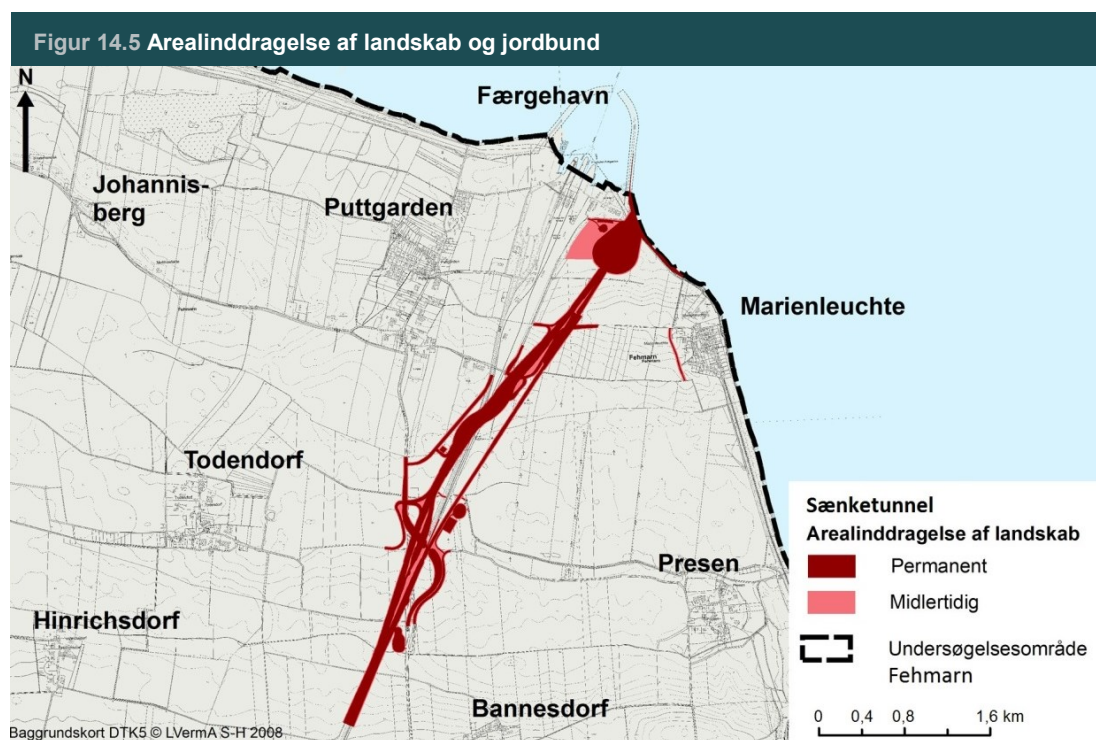 Figur 14.5 Arealinddragelse af landskab og jordbund
N
Færgehavn
Johannis-
berg
Puttgarden
Marienleuchte
Fehmarn
Todendorf
Presen
Hinrichsdorf
Bannesdorf
Sænketunnel
Arealinddragelse af landskab
Permanent
Midlertidig
Undersøgelsesområde
Fehmarn
0 0,4 0,8 1,6 km
Baggrundskort DTK5 © LVermA S-H 2008